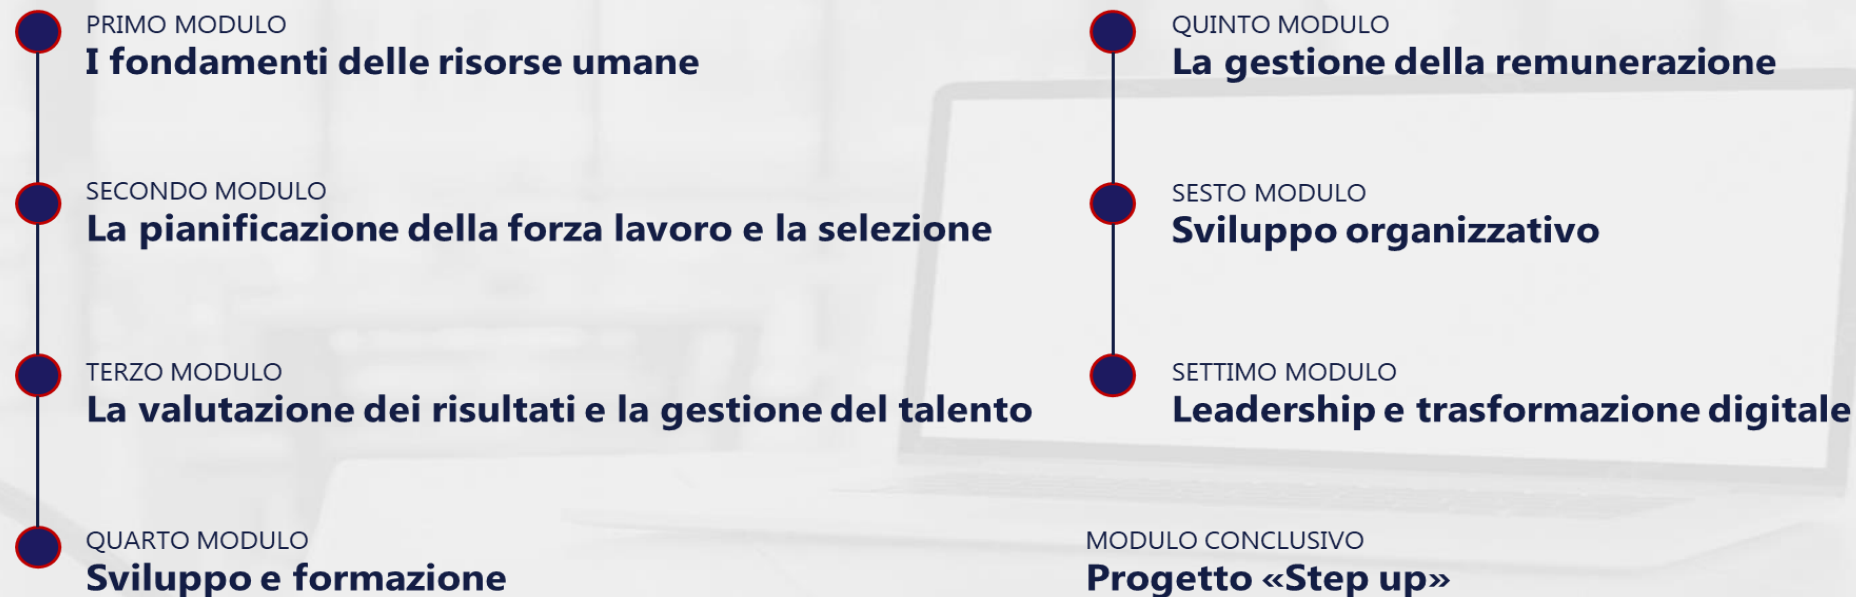 PRIMO MODULO
I fondamenti delle risorse umane
SECONDO MODULO
La pianificazione della forza lavoro e la selezione
TERZO MODULO
La valutazione dei risultati e la gestione del talento
QUARTO MODULO
Sviluppo e formazione
QUINTO MODULO
La gestione della remunerazione
SESTO MODULO
Sviluppo organizzativo
SETTIMO MODULO
Leadership e trasformazione digitale
MODULO CONCLUSIVO
Progetto «Step up»